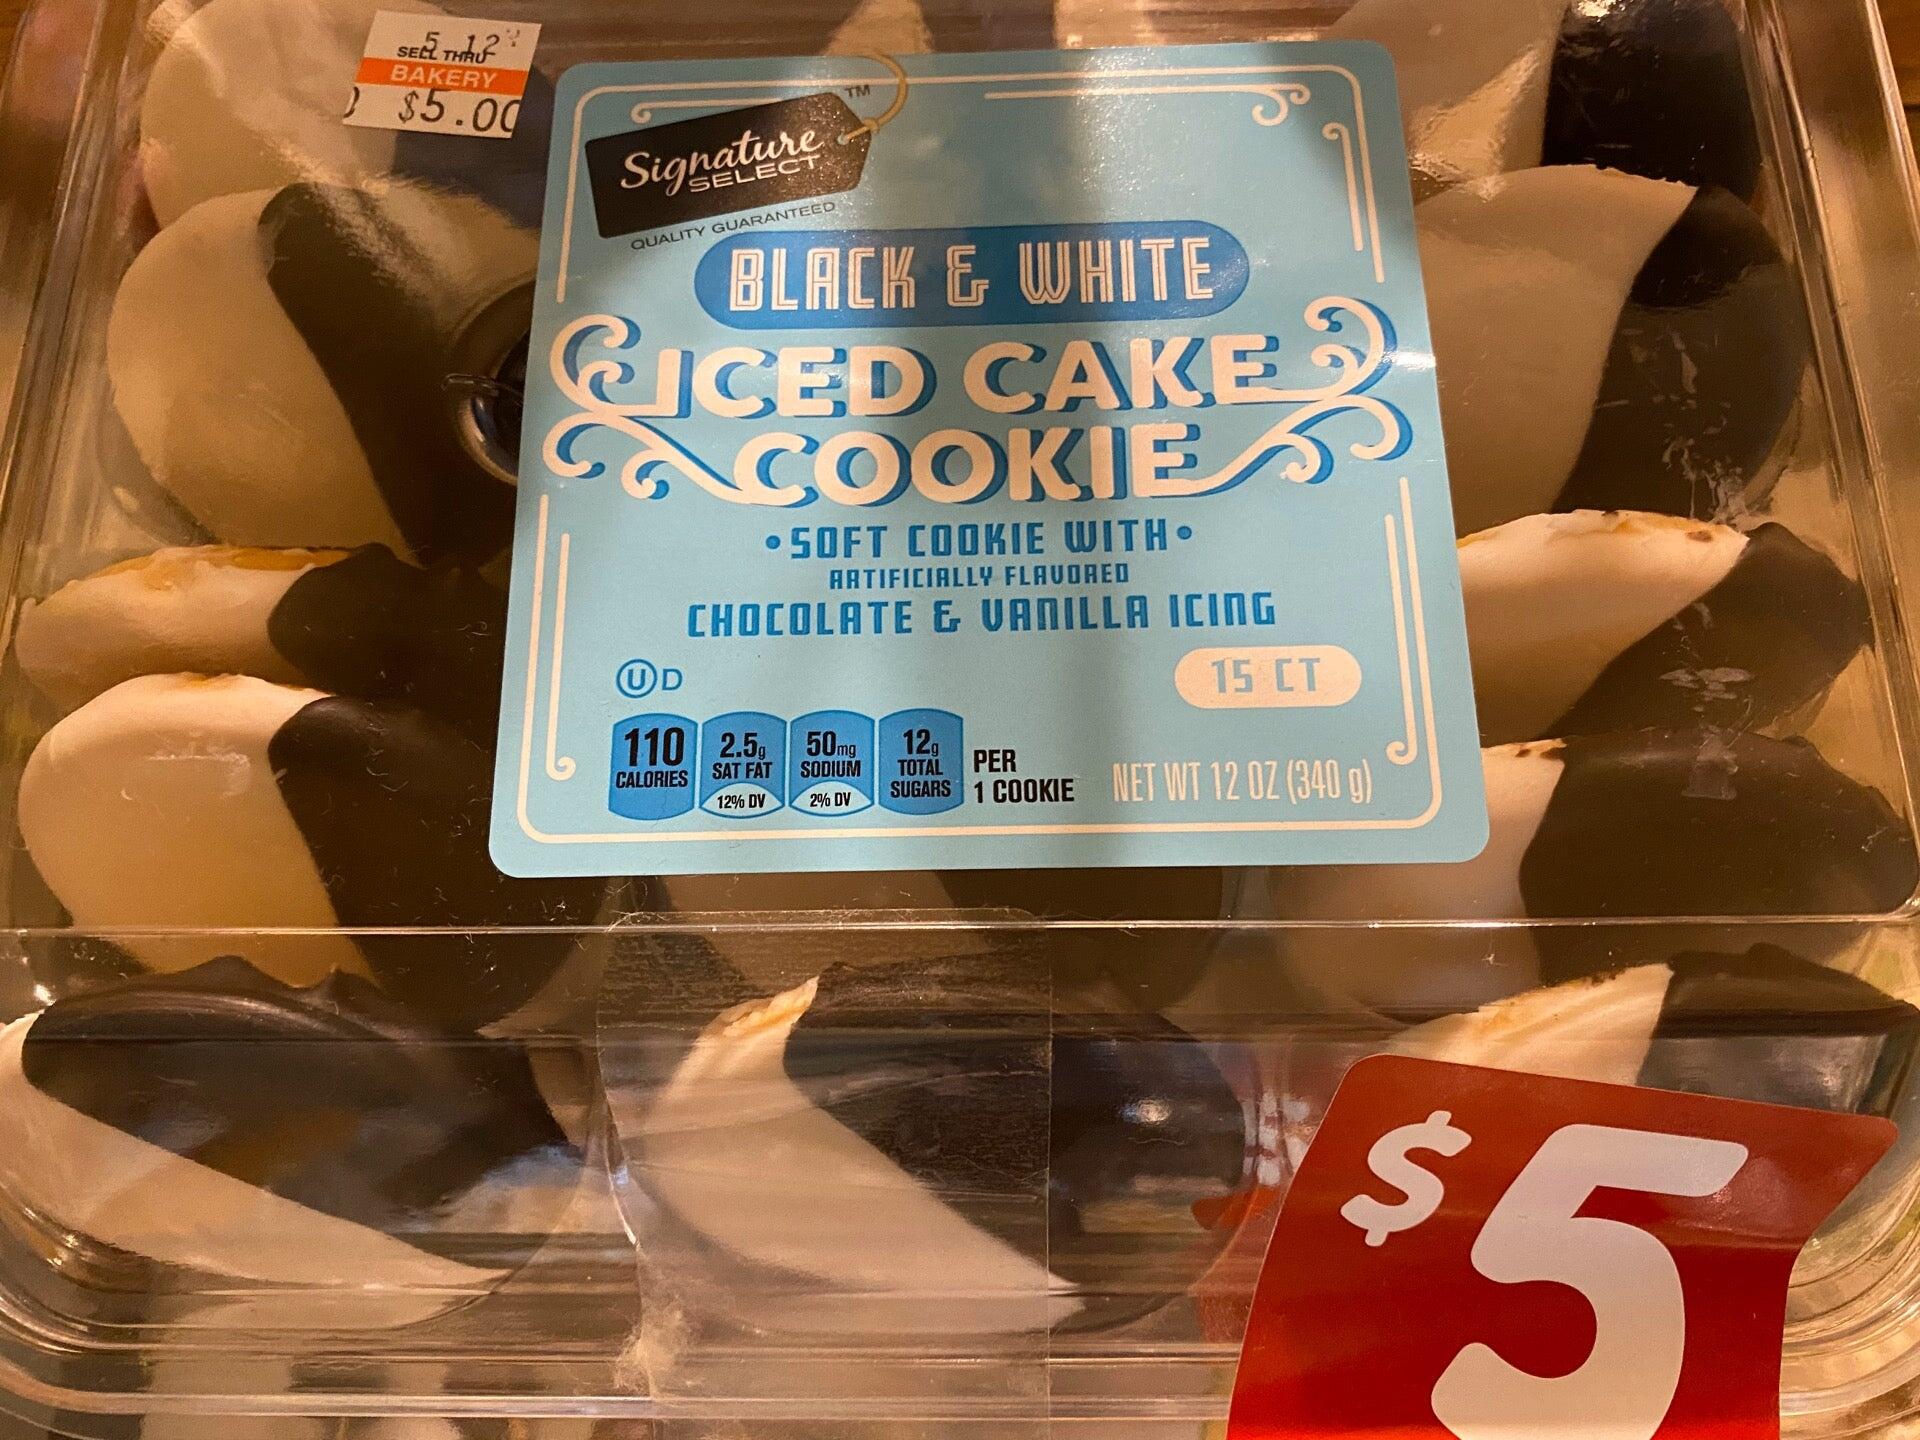 5 12
SELL THRU
BAKERY
$5.00
Signature
SELECT
TM
QUALITY GUARANTEED
BLACK & WHITE
ICED CAKE
COOKIE
•SOFT COOKIE WITH•
ARTIFICIALLY FLAVORED
CHOCOLATE & VANILLA ICING
U D
15 CT
110
CALORIES
2.5g
SAT FAT
12% DV
50mg
SODIUM
2% DV
12g
TOTAL
SUGARS
PER
1 COOKIE
NET WT 12 OZ (340 g)
$5